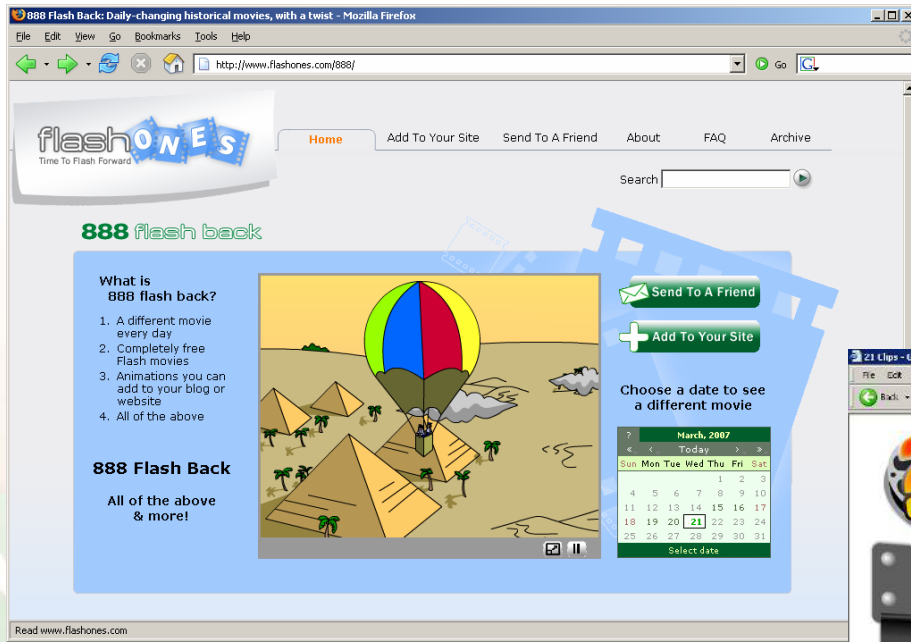 888 Flash Back: Daily-changing historical movies, with a twist - Mozilla Firefox
File Edit View Go Bookmarks Tools Help
http://www.flashones.com/888/ Go G
flashONES
Time To Flash Forward
Home Add To Your Site Send To A Friend About FAQ Archive
Search
888 flash back
What is
888 flash back?
1. A different movie
every day
2. Completely free
Flash movies
3. Animations you can
add to your blog or
website
4. All of the above
888 Flash Back
All of the above
& more!
Send To A Friend
Add To Your Site
Choose a date to see
a different movie
? March, 2007
« ‹ Today › »
Sun Mon Tue Wed Thu Fri Sat
1 2 3
4 5 6 7 8 9 10
11 12 13 14 15 16 17
18 19 20 21 22 23 24
25 26 27 28 29 30 31
Select date
Read www.flashones.com
21 Clips -
File Edit
Back